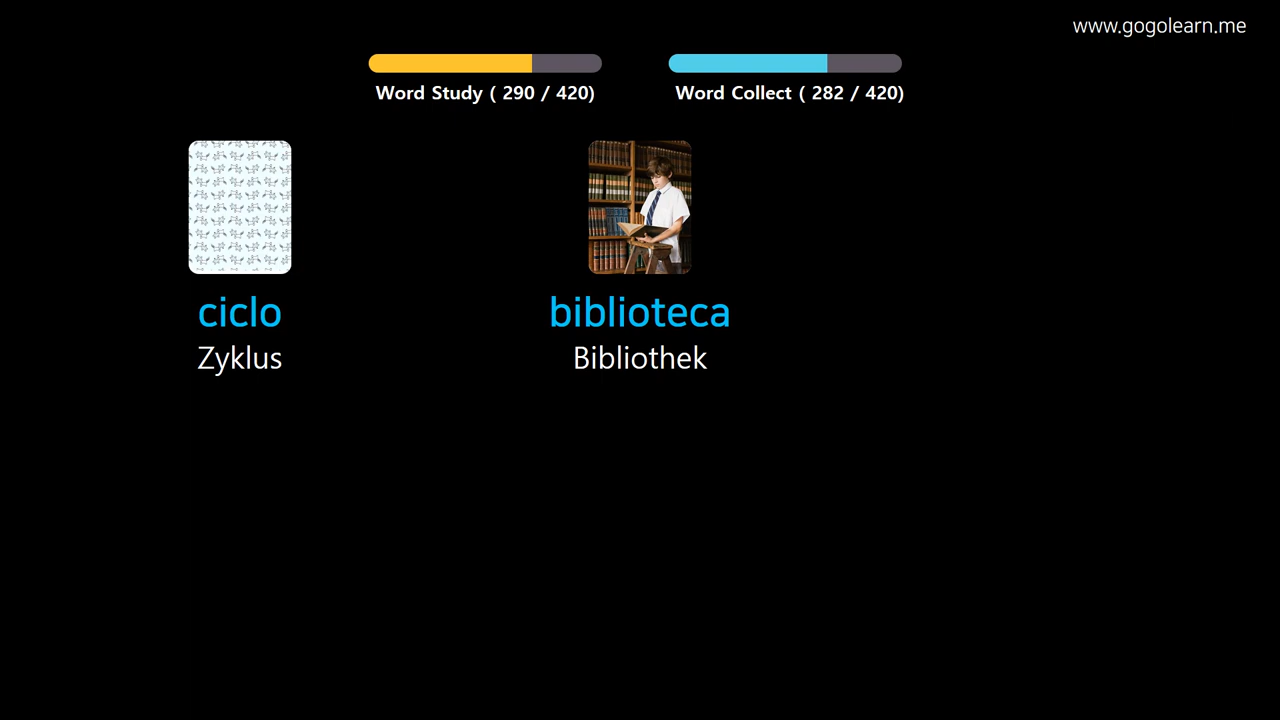 www.gogolearn.me
Word Study ( 290 / 420)
Word Collect ( 282 / 420)
ciclo
Zyklus
biblioteca
Bibliothek